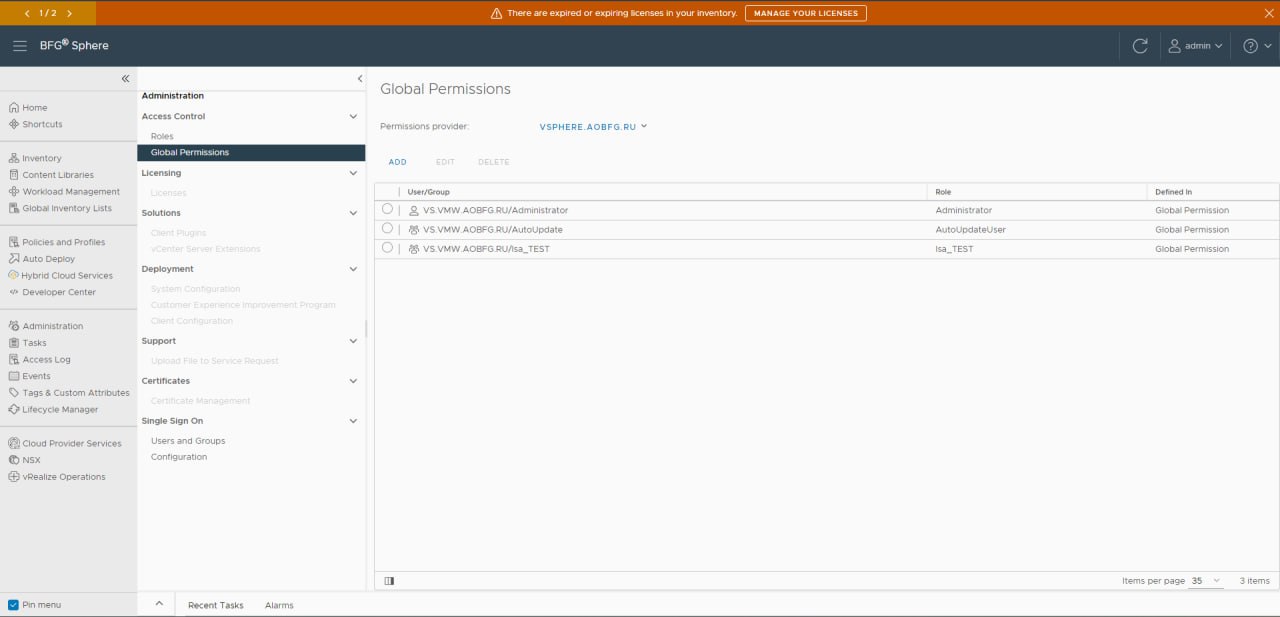 1 / 2
There are expired or expiring licenses in your inventory. MANAGE YOUR LICENSES
BFG® Sphere
admin
Home
Shortcuts
Inventory
Content Libraries
Workload Management
Global Inventory Lists
Policies and Profiles
Auto Deploy
Hybrid Cloud Services
Developer Center
Administration
Tasks
Access Log
Events
Tags & Custom Attributes
Lifecycle Manager
Cloud Provider Services
NSX
vRealize Operations
Pin menu
Administration
Access Control
Roles
Global Permissions
Licensing
Licenses
Solutions
Client Plugins
vCenter Server Extensions
Deployment
System Configuration
Customer Experience Improvement Program
Client Configuration
Support
Upload File to Service Request
Certificates
Certificate Management
Single Sign On
Users and Groups
Configuration
Global Permissions
Permissions provider: VSPHERE.AOBFG.RU
ADD EDIT DELETE
User/Group Role Defined In
VS.VMW.AOBFG.RU/Administrator Administrator Global Permission
VS.VMW.AOBFG.RU/AutoUpdate AutoUpdateUser Global Permission
VS.VMW.AOBFG.RU/lsa_TEST lsa_TEST Global Permission
Items per page 35 3 items
Recent Tasks Alarms